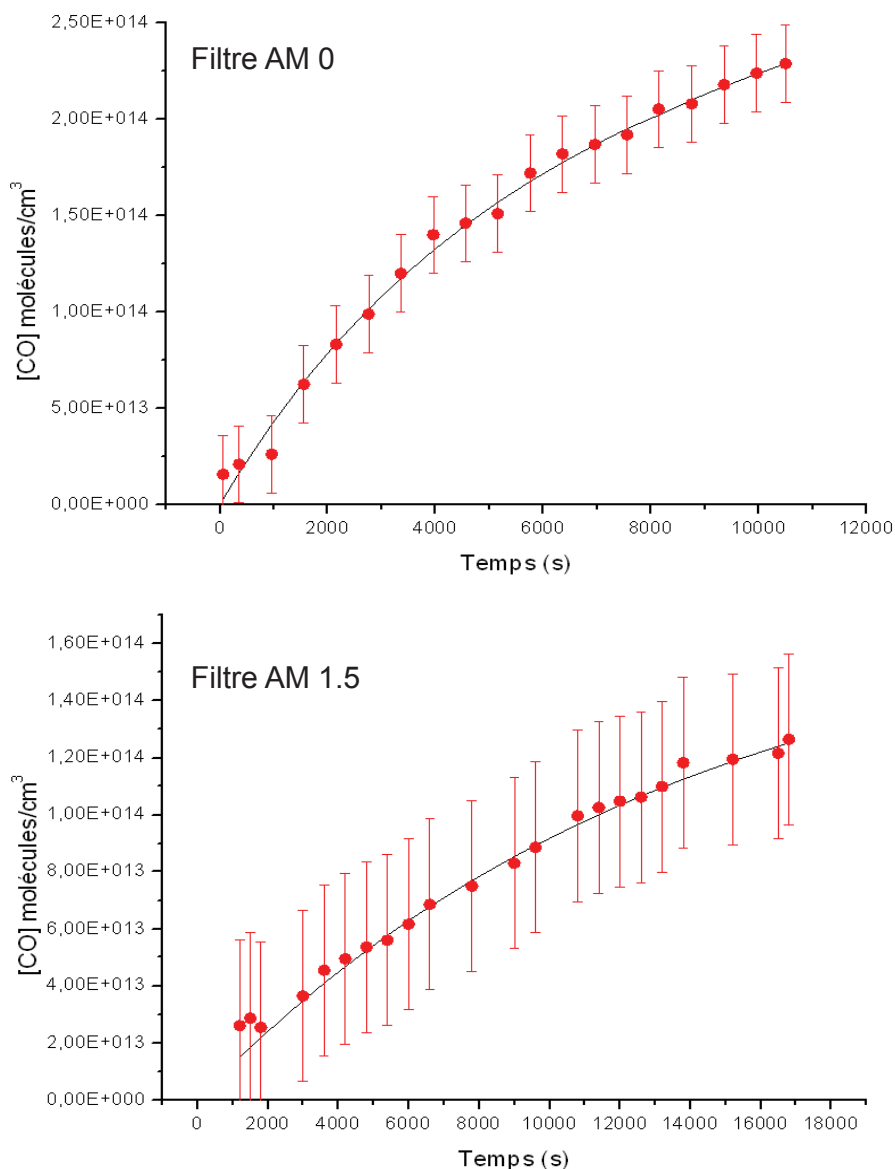 Filtre AM 0
[CO] molécules/cm³
2,50E+014
2,00E+014
1,50E+014
1,00E+014
5,00E+013
0,00E+000
0 2000 4000 6000 8000 10000 12000
Temps (s)
Filtre AM 1.5
[CO] molécules/cm³
1,60E+014
1,40E+014
1,20E+014
1,00E+014
8,00E+013
6,00E+013
4,00E+013
2,00E+013
0,00E+000
0 2000 4000 6000 8000 10000 12000 14000 16000 18000
Temps (s)